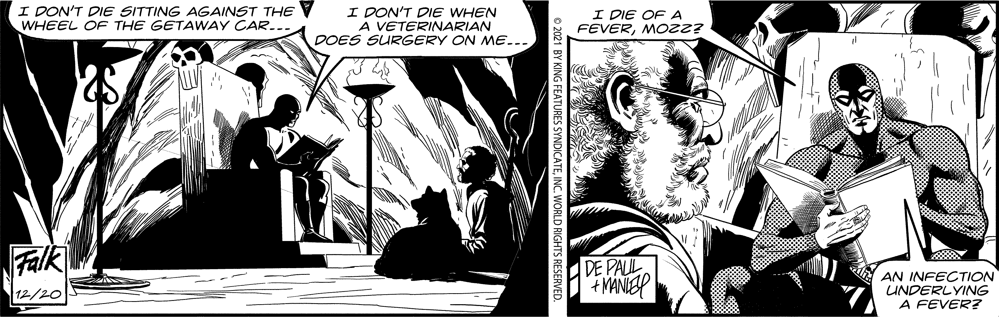 I DON'T DIE SITTING AGAINST THE
WHEEL OF THE GETAWAY CAR...
I DON'T DIE WHEN
A VETERINARIAN
DOES SURGERY ON ME...
Falk
12/20
© 2021 BY KING FEATURES SYNDICATE, INC. WORLD RIGHTS RESERVED.
I DIE OF A
FEVER, MOZZ?
DE PAUL
+ MANLEY
AN INFECTION
UNDERLYING
A FEVER?